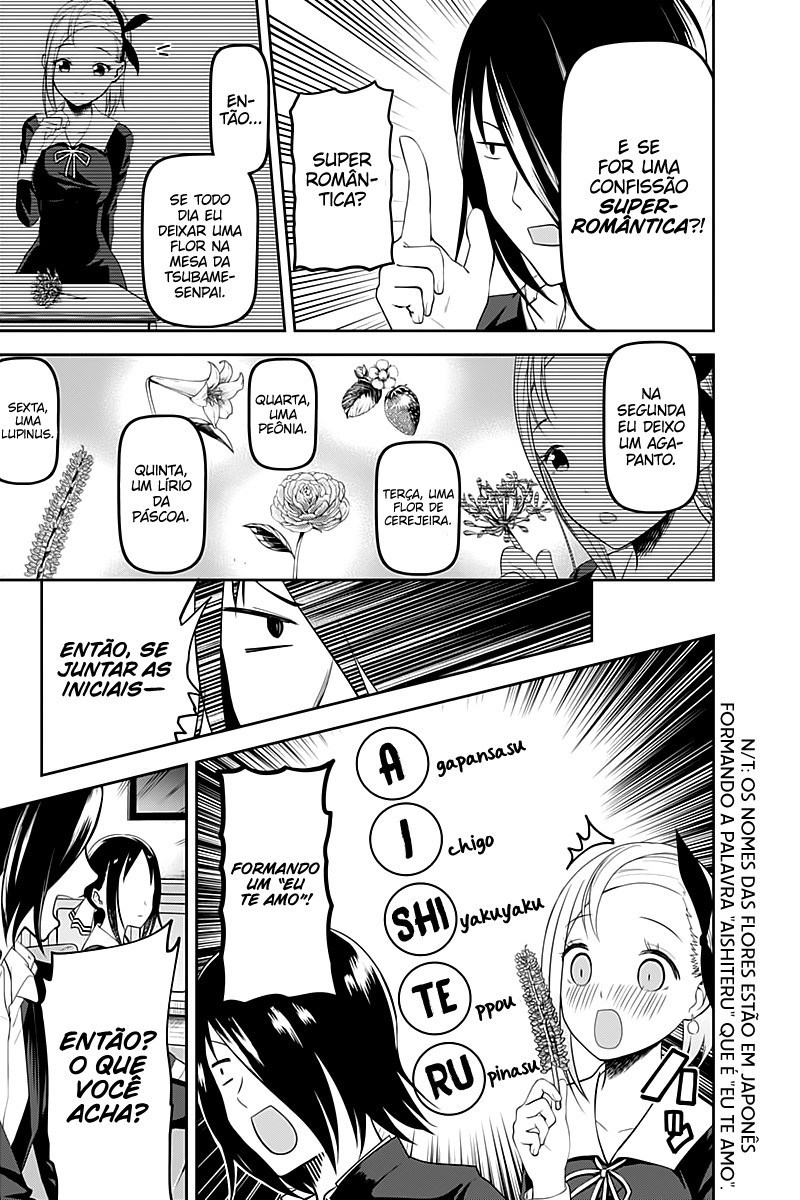 E SE
FOR UMA
CONFISSÃO
SUPER-
ROMÂNTICA?!
SUPER
ROMÂN-
TICA?
EN-
TÃO...
SE TODO
DIA EU
DEIXAR UMA
FLOR NA
MESA DA
TSUBAME-
SENPAI.
NA
SEGUNDA
EU DEIXO
UM AGA-
PANTO.
TERÇA, UMA
FLOR DE
CEREJEIRA.
QUARTA,
UMA
PEÔNIA.
QUINTA,
UM LÍRIO
DA
PÁSCOA.
SEXTA,
UMA
LUPINUS.
ENTÃO, SE
JUNTAR AS
INICIAIS—
A gapansasu
I chigo
SHI yakuyaku
TE ppou
RU pinasu
FORMANDO
UM "EU
TE AMO"!
ハッ
ENTÃO?
O QUE
VOCÊ
ACHA?
N/T: OS NOMES DAS FLORES ESTÃO EM JAPONÊS
FORMANDO A PALAVRA "AISHITERU" QUE É "EU TE AMO".